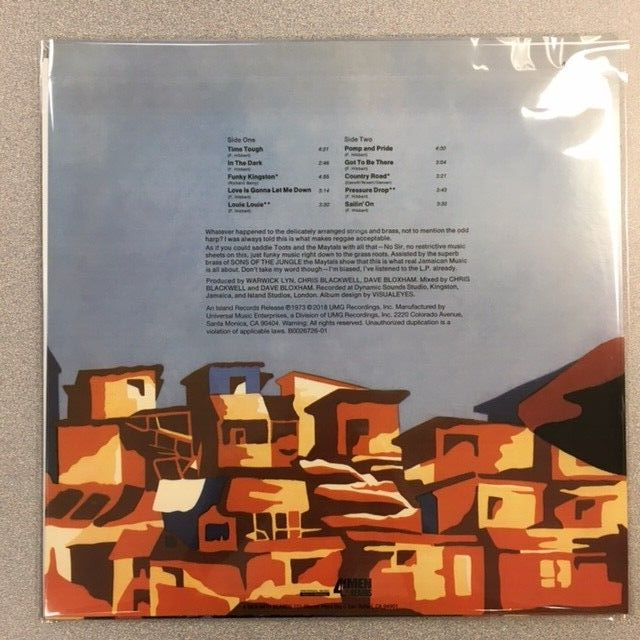 Side One
Time Tough 4:21
(F. Hibbert)
In The Dark 2:46
(F. Hibbert)
Funky Kingston* 4:55
(Richard Berry)
Love Is Gonna Let Me Down 3:14
(F. Hibbert)
Louie Louie** 3:30
(F. Hibbert)
Side Two
Pomp and Pride 4:30
(F. Hibbert)
Got To Be There 3:04
(F. Hibbert)
Country Road* 3:21
Pressure Drop** 3:43
(F. Hibbert)
Sailin' On 3:33
(F. Hibbert)
Whatever happened to the delicately arranged strings and brass, not to mention the odd
harp? I was always told this is what makes reggae acceptable.
As if you could saddle Toots and the Maytals with all that—No Sir, no restrictive music
sheets on this, just funky music right down to the grass roots. Assisted by the superb
brass of SONS OF THE JUNGLE the Maytals show that this is what real Jamaican Music
is all about. Don't take my word though—I'm biased, I've listened to the L.P. already.
Produced by WARWICK LYN, CHRIS BLACKWELL, and DAVE BLOXHAM. Mixed by CHRIS
BLACKWELL and DAVE BLOXHAM. Recorded at Dynamic Sounds Studio, Kingston,
Jamaica, and Island Studios, London. Album design by VISUALEYES.
An Island Records Release ℗1973 ©2018 UMG Recordings, Inc. Manufactured by
Universal Music Enterprises, a Division of UMG Recordings, Inc. 2220 Colorado Avenue,
Santa Monica, CA 90404. Warning: All rights reserved. Unauthorized duplication is a
violation of applicable laws. B0026726-01
4 MEN
WITH BEARDS